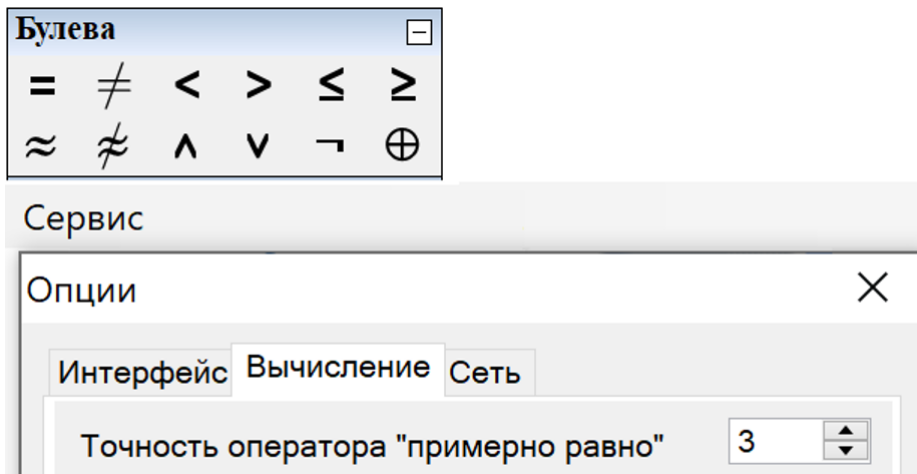 Булева
= ≠ < > ≤ ≥
≈ ≉ ∧ ∨ ¬ ⊕
Сервис
Опции
Интерфейс Вычисление Сеть
Точность оператора "примерно равно" 3